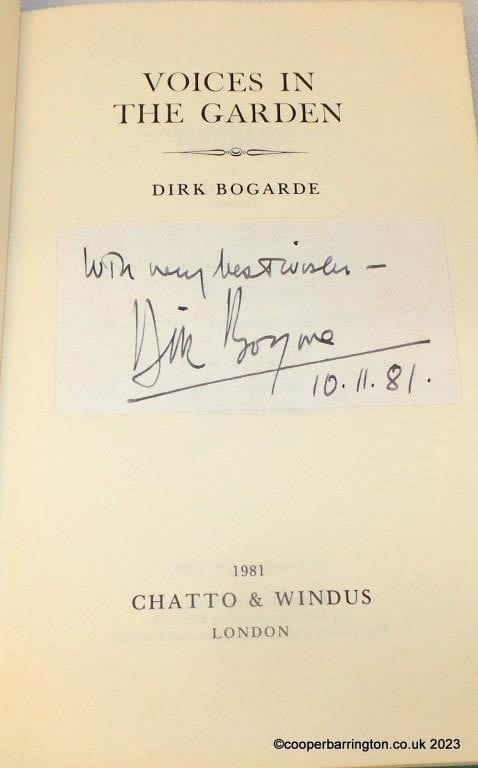 VOICES IN
THE GARDEN
DIRK BOGARDE
With very best wishes –
Dirk Bogarde
10.11.81.
1981
CHATTO & WINDUS
LONDON
©cooperbarrington.co.uk 2023